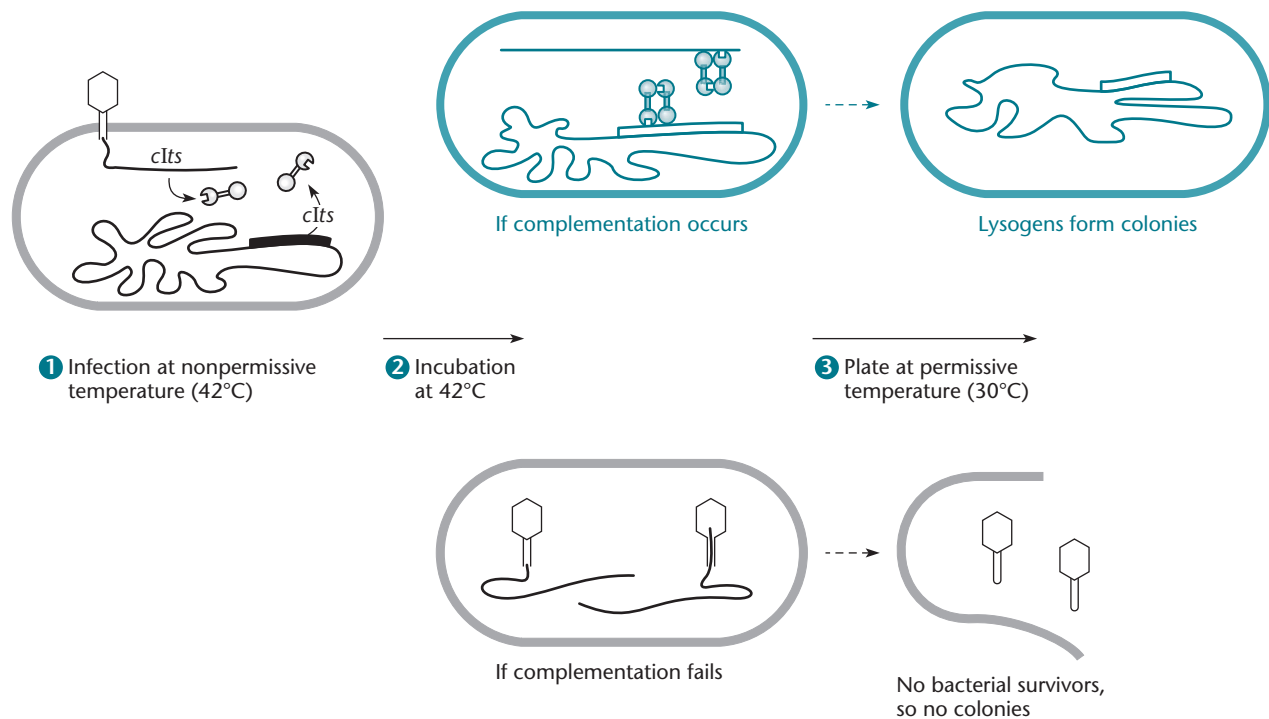 cIts
cIts
If complementation occurs
Lysogens form colonies
1 Infection at nonpermissive
temperature (42°C)
2 Incubation
at 42°C
3 Plate at permissive
temperature (30°C)
If complementation fails
No bacterial survivors,
so no colonies